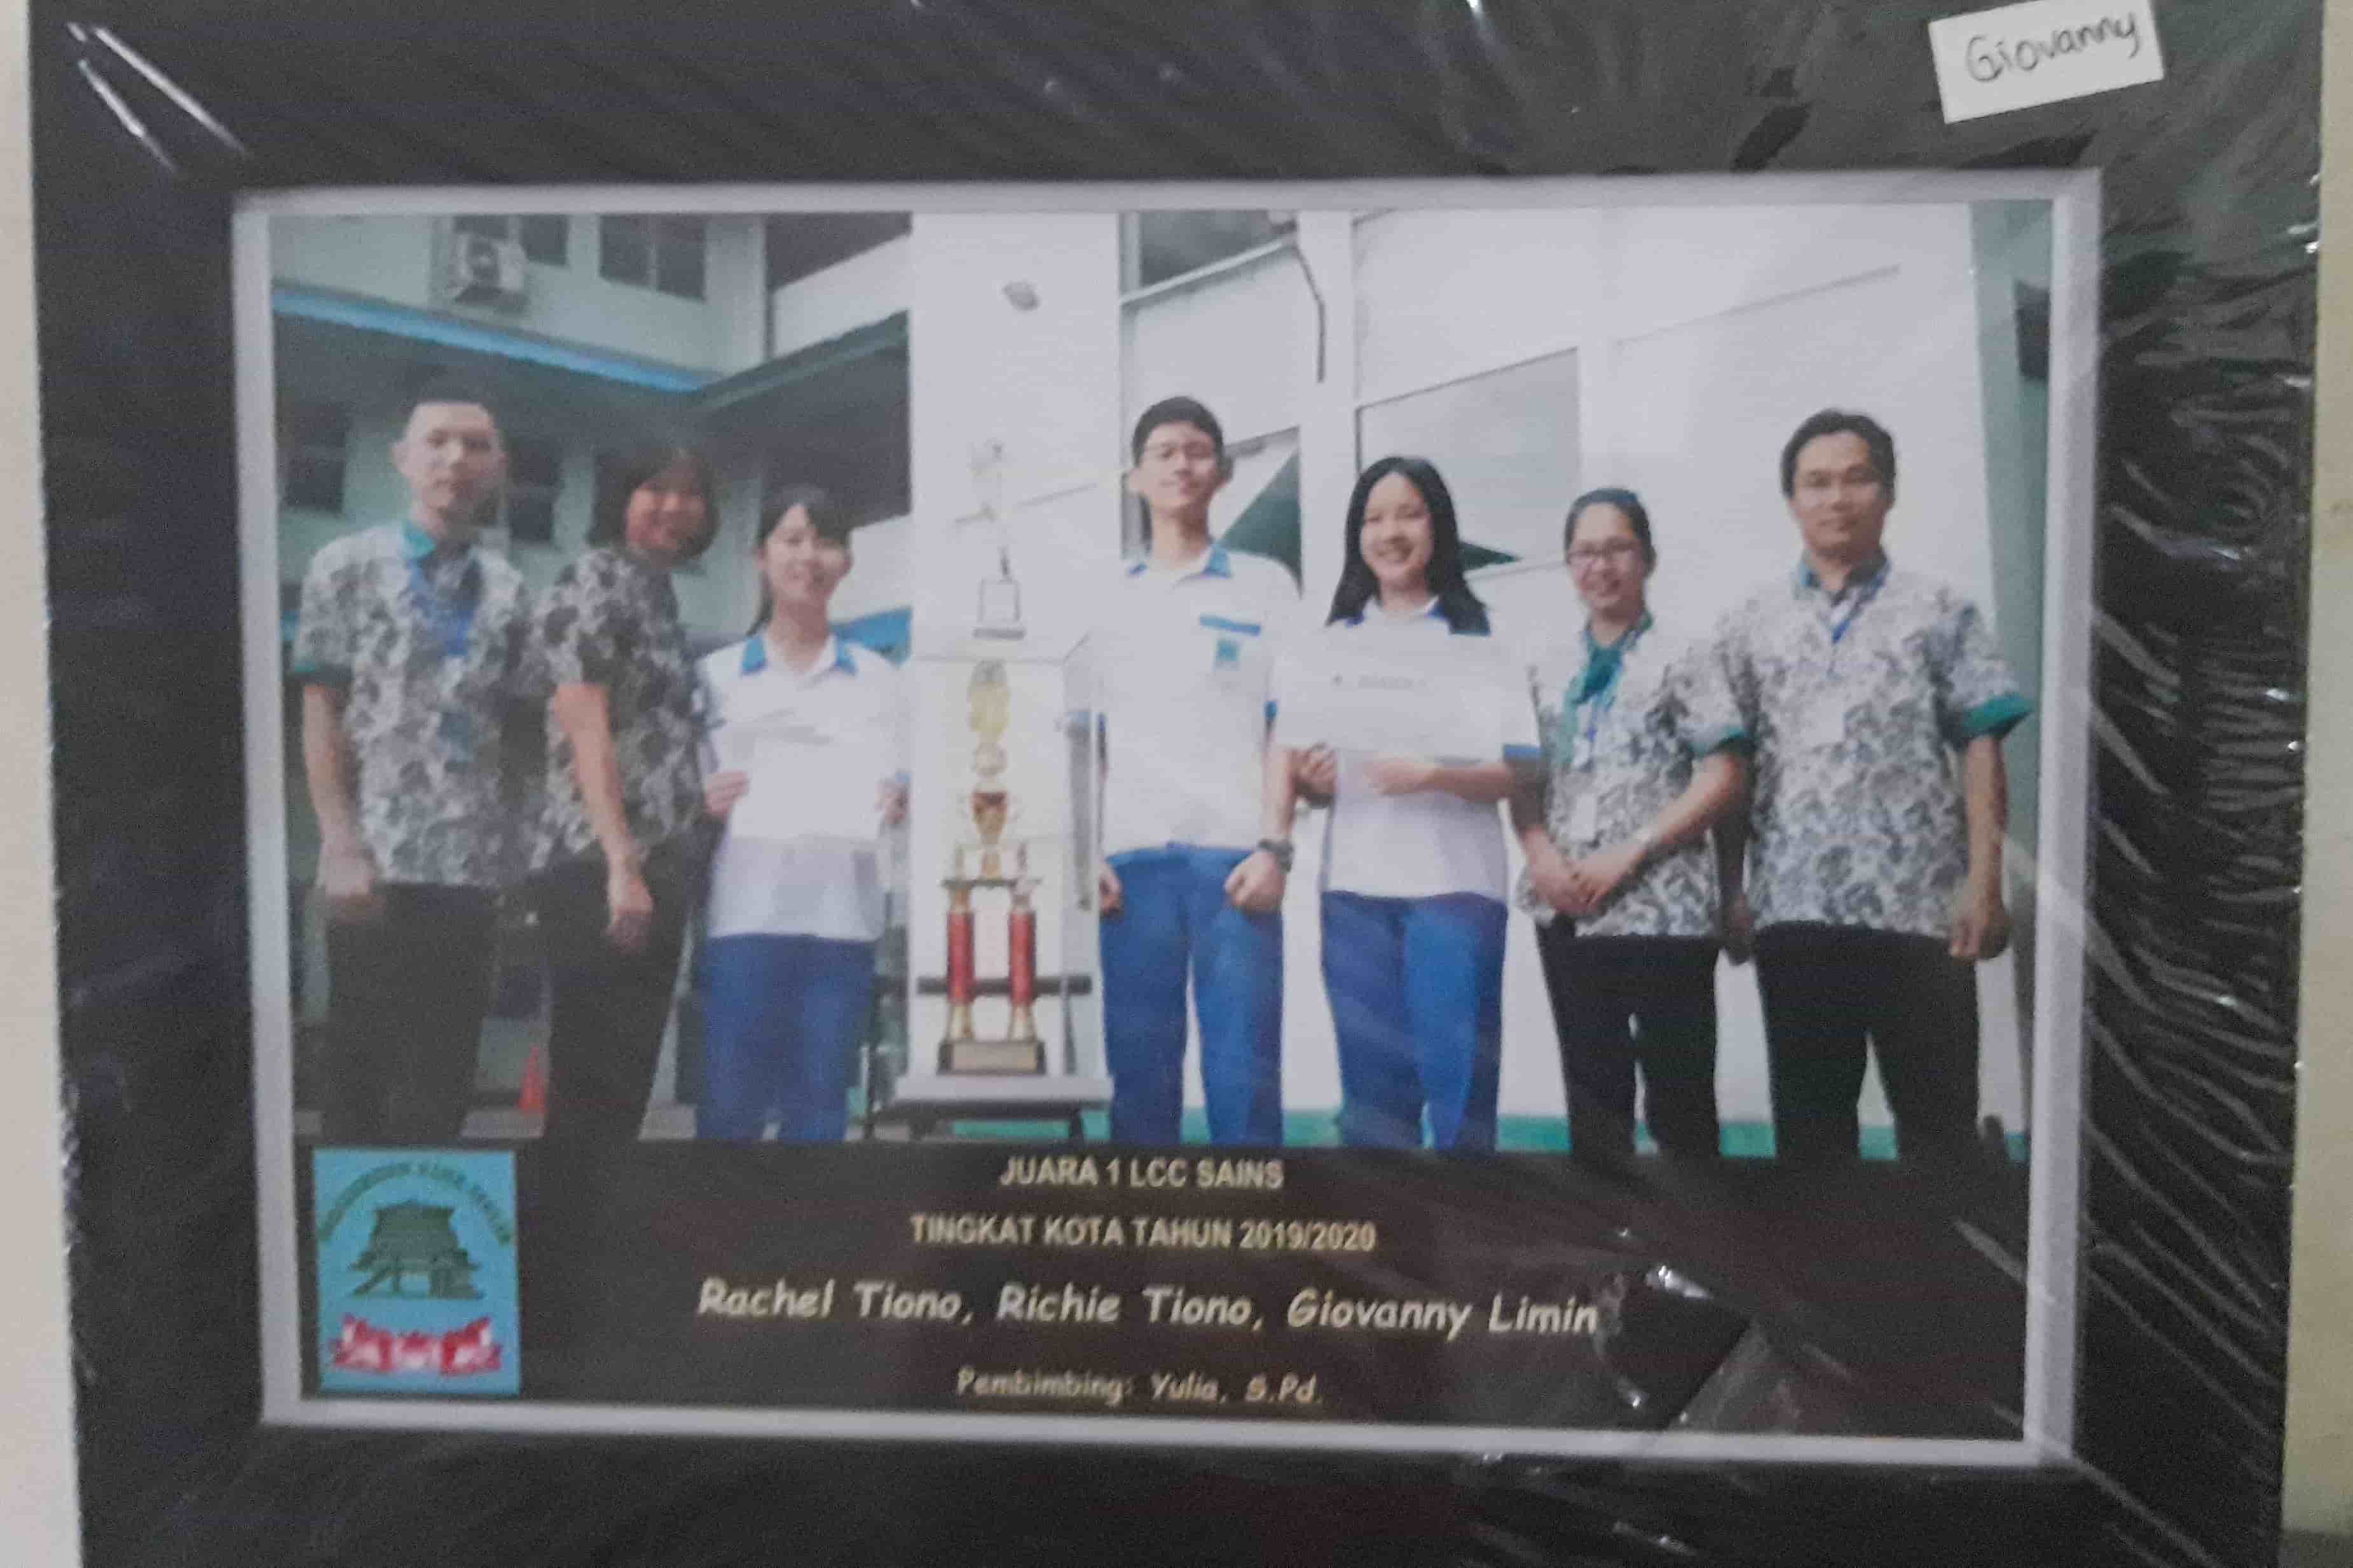 Giovanny
JUARA 1 LCC SAINS
TINGKAT KOTA TAHUN 2019/2020
Rachel Tiono, Richie Tiono, Giovanny Limin
Pembimbing: Yulia, S.Pd.